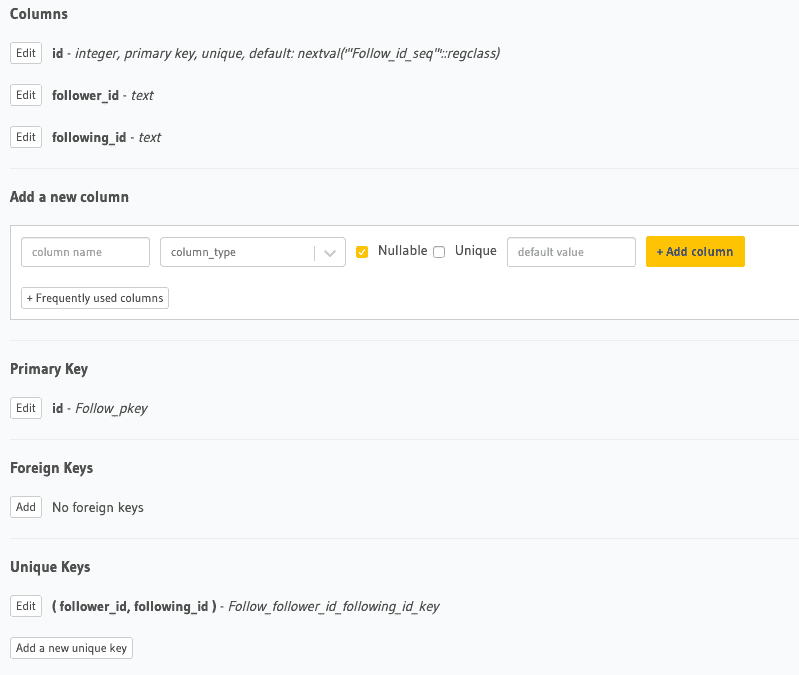 Columns
Edit id - integer, primary key, unique, default: nextval('"Follow_id_seq"'::regclass)
Edit follower_id - text
Edit following_id - text
Add a new column
column name column_type Nullable Unique default value + Add column
+ Frequently used columns
Primary Key
Edit id - Follow_pkey
Foreign Keys
Add No foreign keys
Unique Keys
Edit ( follower_id, following_id ) - Follow_follower_id_following_id_key
Add a new unique key